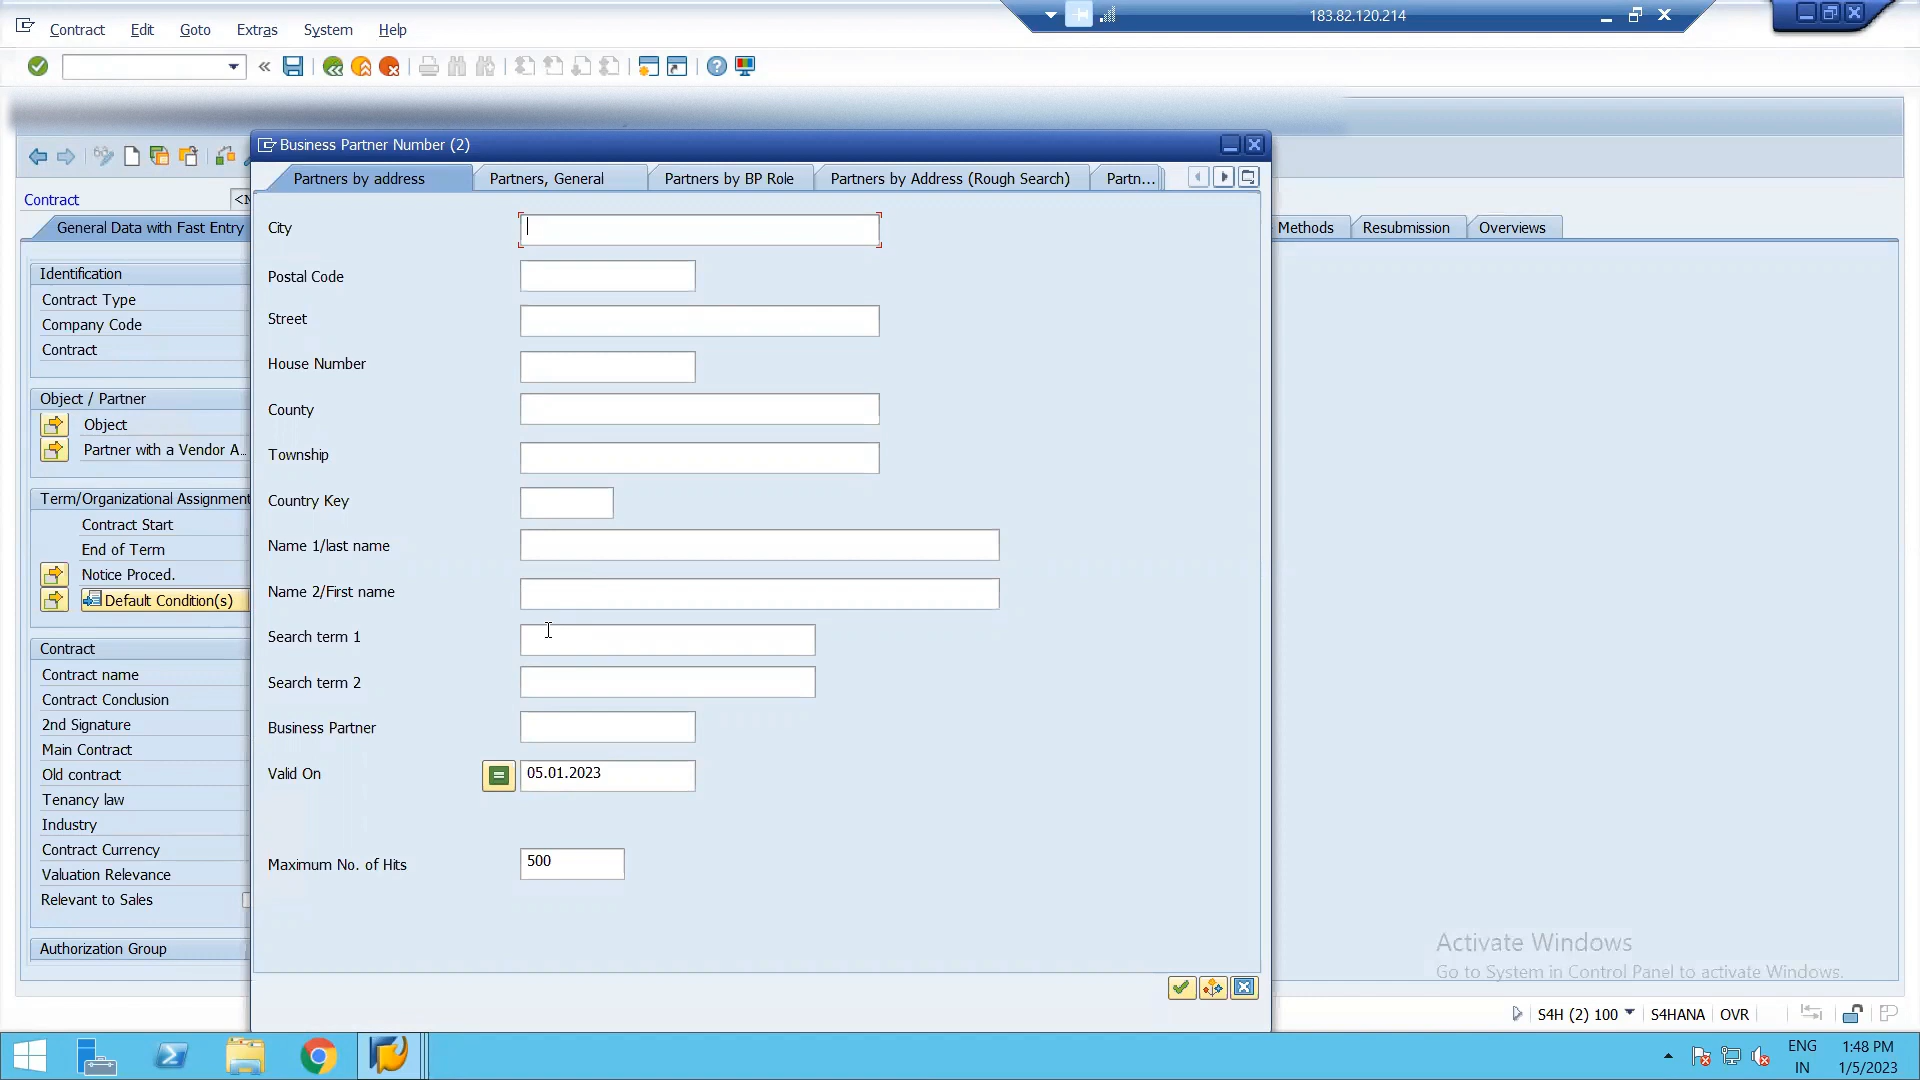 Contract Edit Goto Extras System Help
183.82.120.214
Business Partner Number (2)
Partners by address Partners, General Partners by BP Role Partners by Address (Rough Search) Partn...
Contract
General Data with Fast Entry
Methods Resubmission Overviews
Identification
Contract Type
Company Code
Contract
Object / Partner
Object
Partner with a Vendor A..
Term/Organizational Assignment
Contract Start
End of Term
Notice Proced.
Default Condition(s)
Contract
Contract name
Contract Conclusion
2nd Signature
Main Contract
Old contract
Tenancy law
Industry
Contract Currency
Valuation Relevance
Relevant to Sales
Authorization Group
City
Postal Code
Street
House Number
County
Township
Country Key
Name 1/last name
Name 2/First name
Search term 1
Search term 2
Business Partner
Valid On 05.01.2023
Maximum No. of Hits 500
Activate Windows
Go to System in Control Panel to activate Windows.
S4H (2) 100 S4HANA OVR
ENG
IN
1:48 PM
1/5/2023